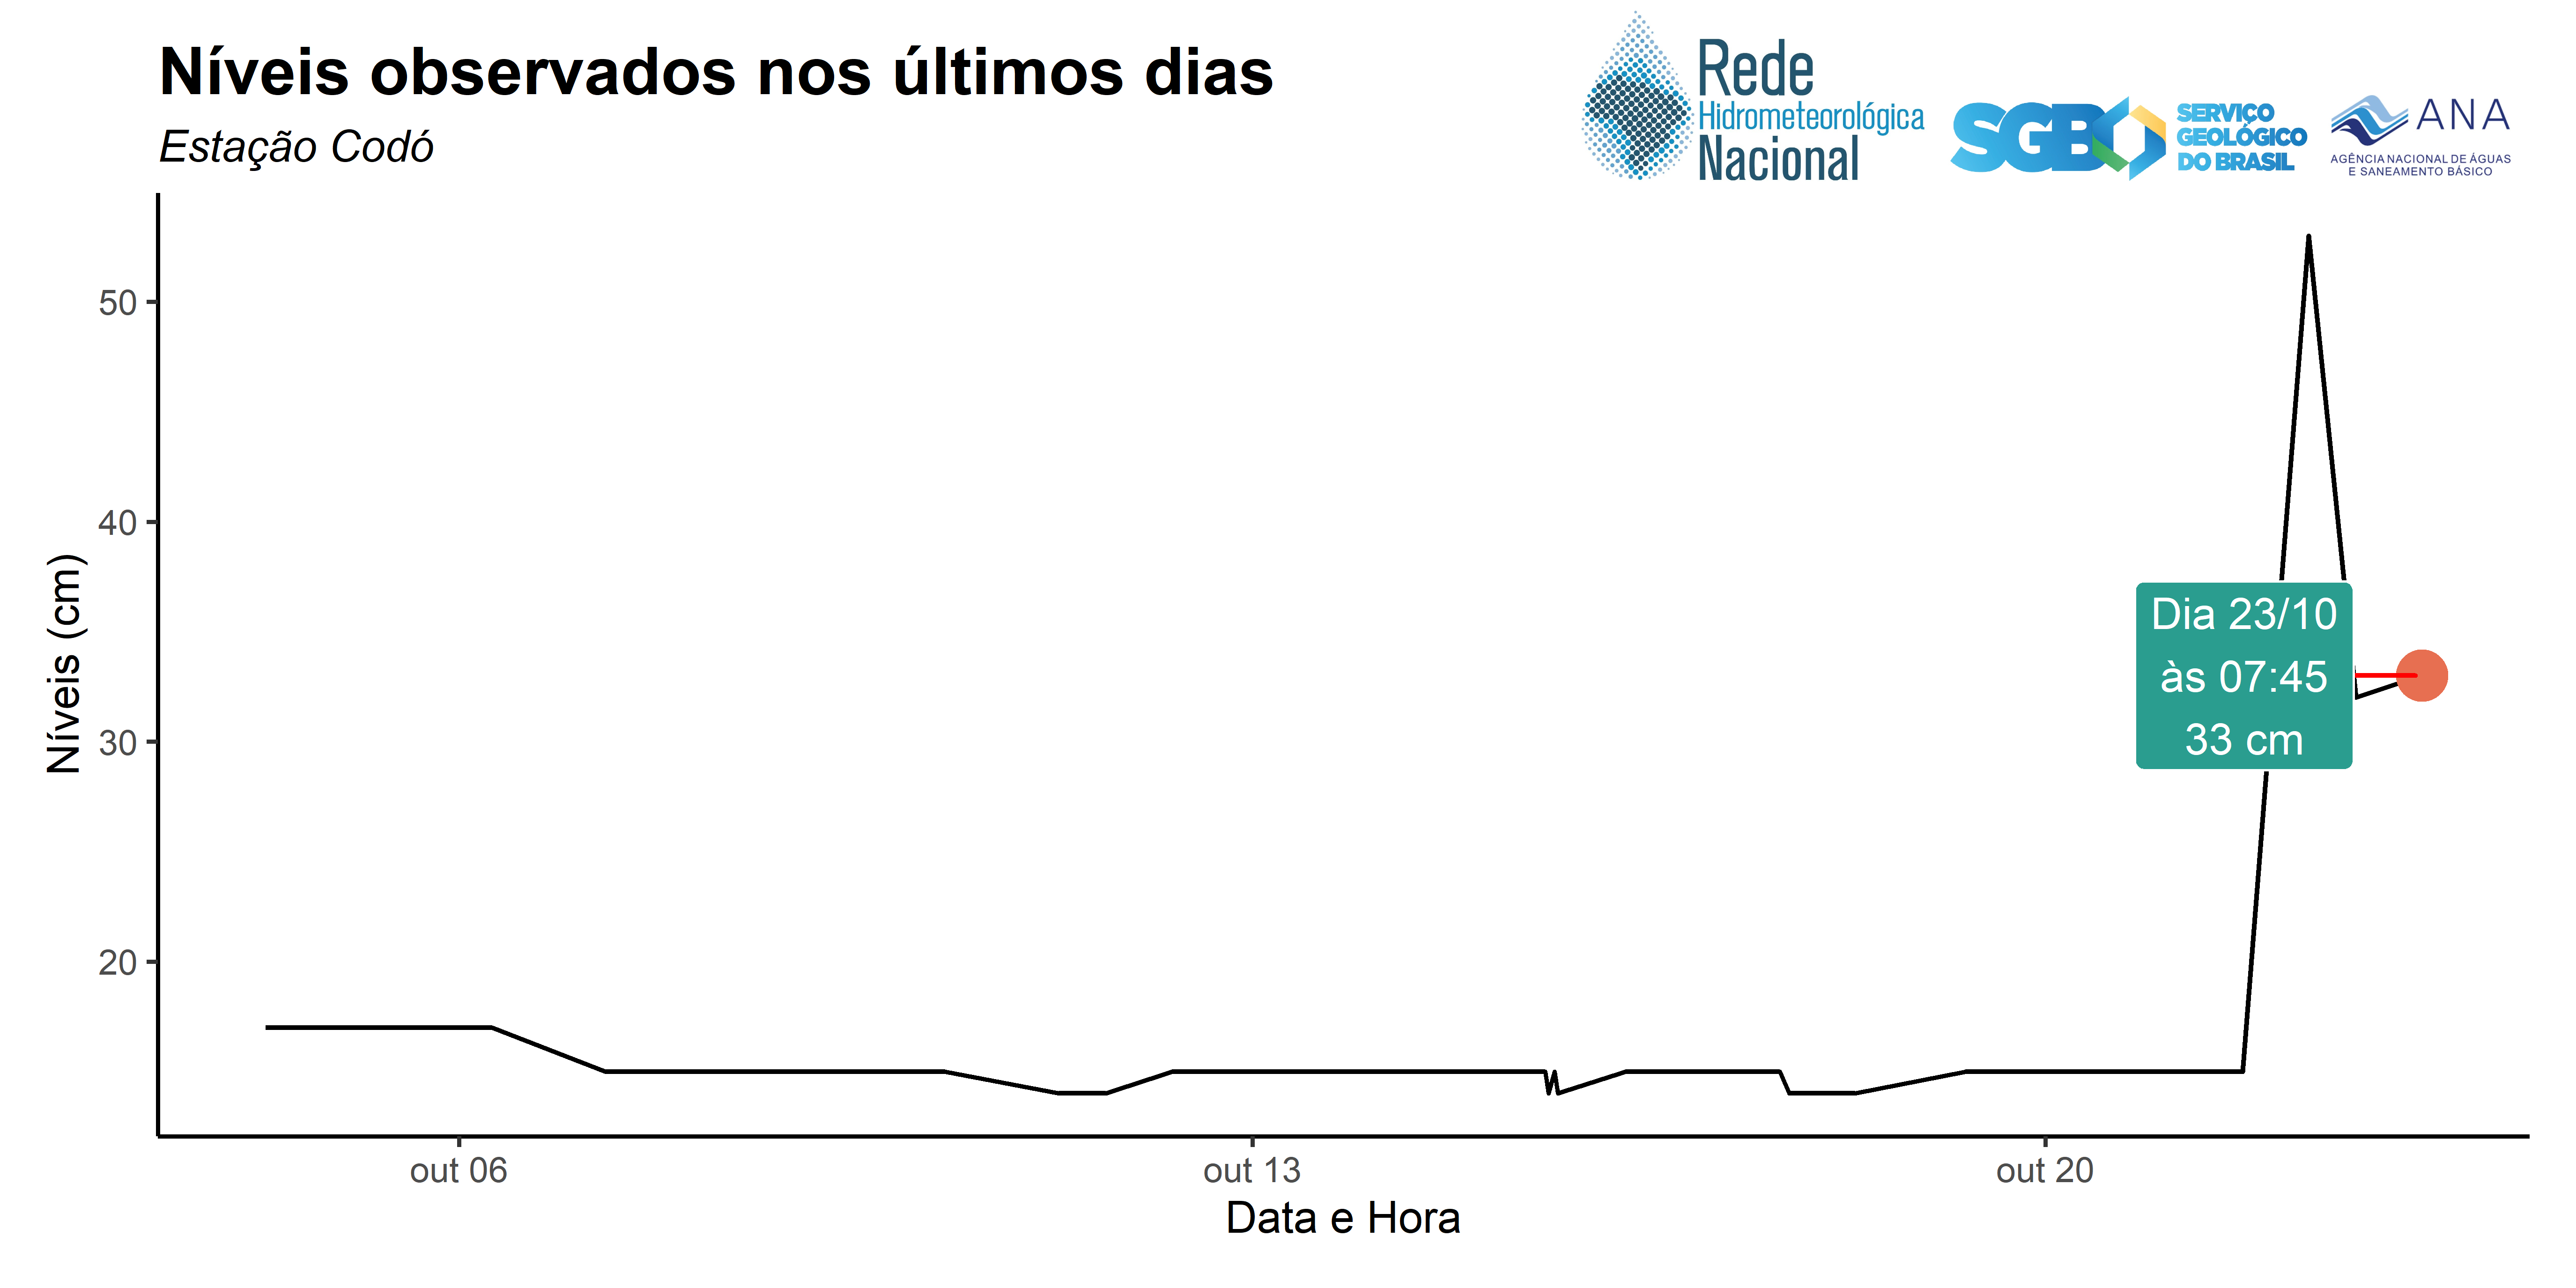 Níveis observados nos últimos dias
Estação Codó
Rede
Hidrometeorológica
Nacional
SGB
SERVIÇO
GEOLÓGICO
DO BRASIL
ANA
AGÊNCIA NACIONAL DE ÁGUAS
E SANEAMENTO BÁSICO
Níveis (cm)
50
40
30
20
Dia 23/10
às 07:45
33 cm
out 06
out 13
out 20
Data e Hora